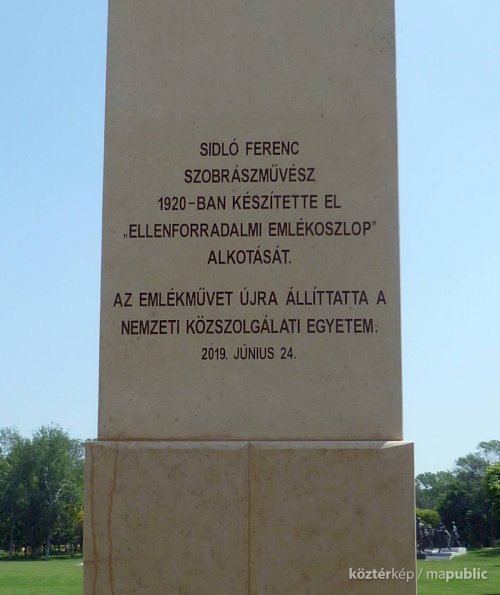 SIDLÓ FERENC
SZOBRÁSZMŰVÉSZ
1920-BAN KÉSZÍTETTE EL
„ELLENFORRADALMI EMLÉKOSZLOP”
ALKOTÁSÁT.
AZ EMLÉKMŰVET ÚJRA ÁLLÍTTATTA A
NEMZETI KÖZSZOLGÁLATI EGYETEM.
2019. JÚNIUS 24.
köztérkép / mapublic